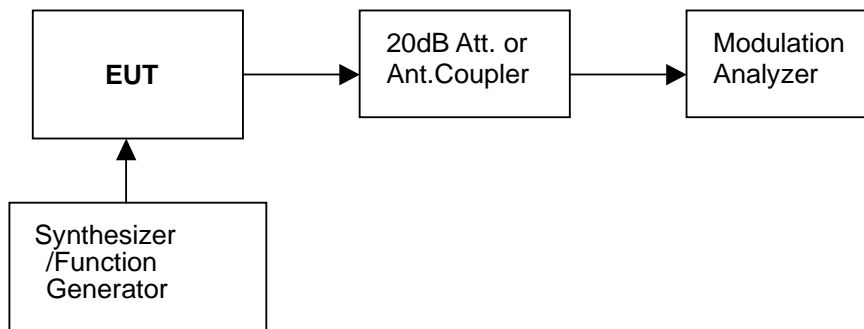 EUT
20dB Att. or
Ant.Coupler
Modulation
Analyzer
Synthesizer
/Function
Generator